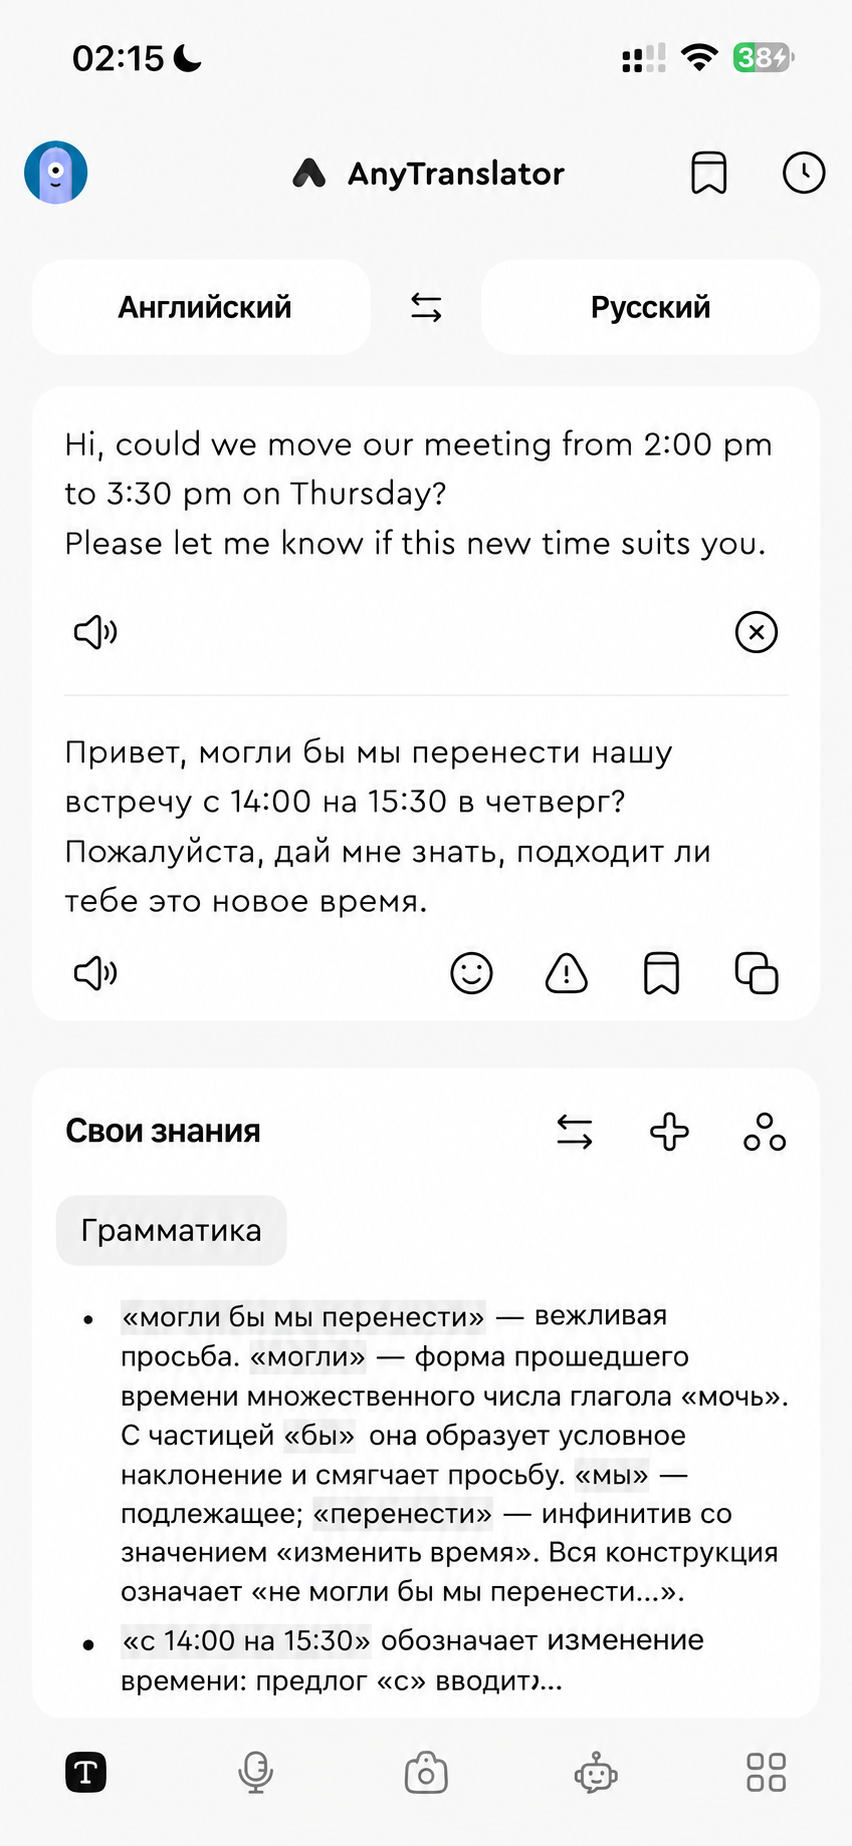 02:15
38
AnyTranslator
Английский
Русский
Hi, could we move our meeting from 2:00 pm
to 3:30 pm on Thursday?
Please let me know if this new time suits you.
Привет, могли бы мы перенести нашу
встречу с 14:00 на 15:30 в четверг?
Пожалуйста, дай мне знать, подходит ли
тебе это новое время.
Свои знания
Грамматика
• «могли бы мы перенести» — вежливая
просьба. «могли» — форма прошедшего
времени множественного числа глагола «мочь».
С частицей «бы» она образует условное
наклонение и смягчает просьбу. «мы» —
подлежащее; «перенести» — инфинитив со
значением «изменить время». Вся конструкция
означает «не могли бы мы перенести...».
• «с 14:00 на 15:30» обозначает изменение
времени: предлог «с» вводит...
T